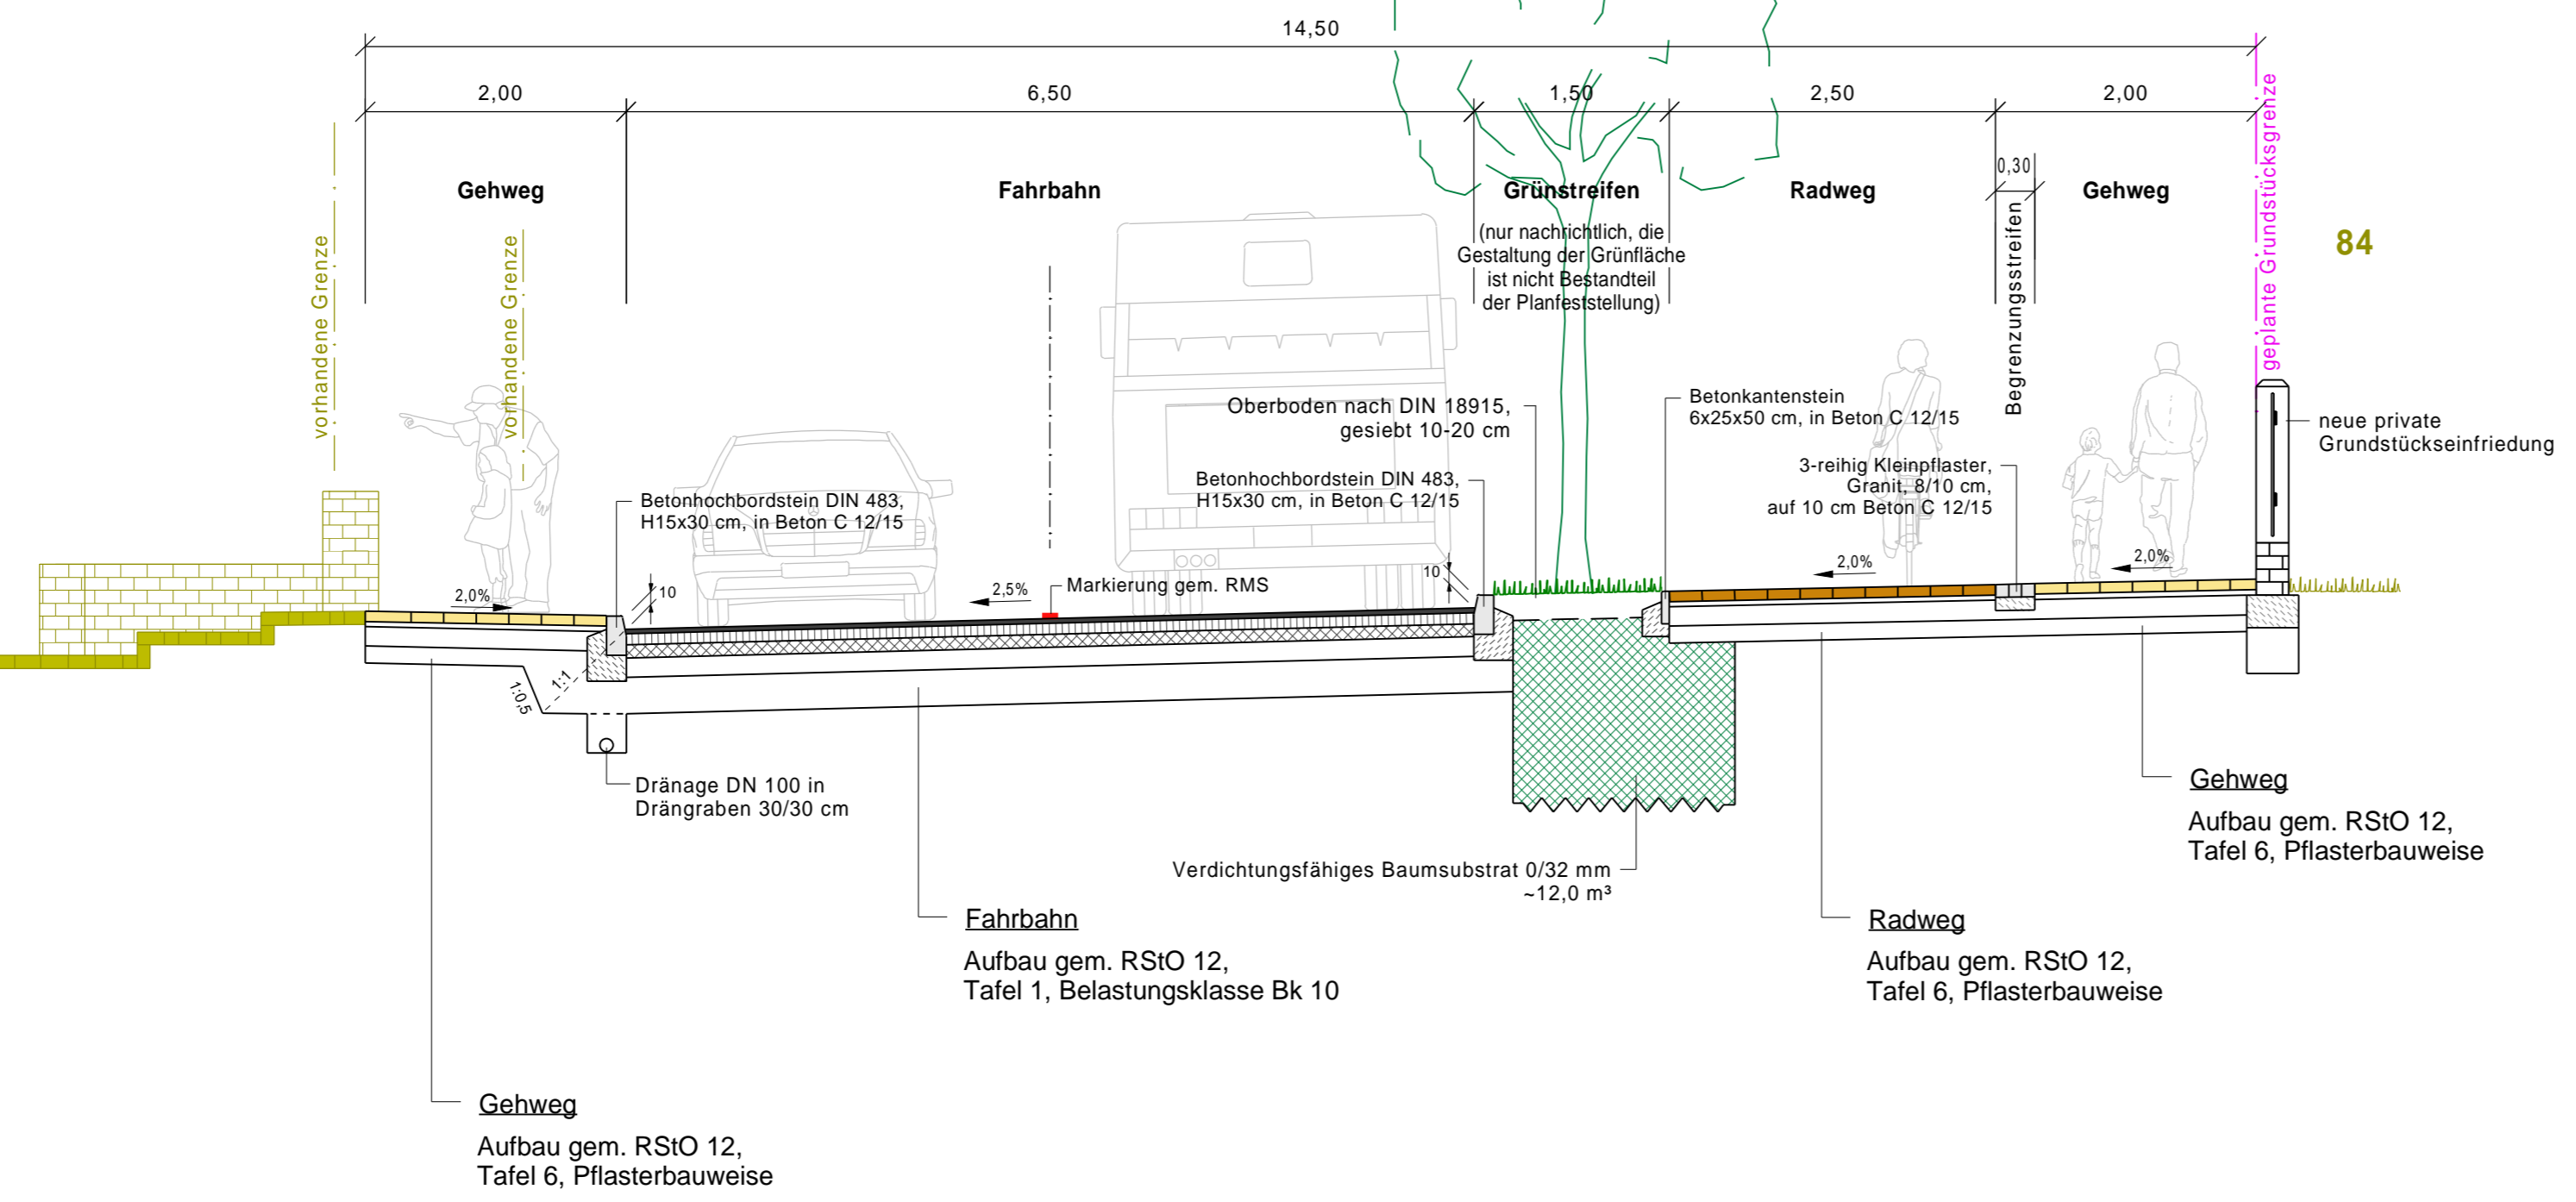 14,50
2,00
6,50
1,50
2,50
2,00
0,30
Gehweg
Fahrbahn
Grünstreifen
(nur nachrichtlich, die
Gestaltung der Grünfläche
ist nicht Bestandteil
der Planfeststellung)
Radweg
Begrenzungsstreifen
Gehweg
geplante Grundstücksgrenze
84
vorhandene Grenze
vorhandene Grenze
Oberboden nach DIN 18915,
gesiebt 10-20 cm
Betonkantenstein
6x25x50 cm, in Beton C 12/15
neue private
Grundstückseinfriedung
Betonhochbordstein DIN 483,
H15x30 cm, in Beton C 12/15
Betonhochbordstein DIN 483,
H15x30 cm, in Beton C 12/15
3-reihig Kleinpflaster,
Granit, 8/10 cm,
auf 10 cm Beton C 12/15
2,0%
10
2,5%
Markierung gem. RMS
10
2,0%
2,0%
1:0,5
1:1
Dränage DN 100 in
Drängraben 30/30 cm
Verdichtungsfähiges Baumsubstrat 0/32 mm
~12,0 m³
Gehweg
Aufbau gem. RStO 12,
Tafel 6, Pflasterbauweise
Fahrbahn
Aufbau gem. RStO 12,
Tafel 1, Belastungsklasse Bk 10
Radweg
Aufbau gem. RStO 12,
Tafel 6, Pflasterbauweise
Gehweg
Aufbau gem. RStO 12,
Tafel 6, Pflasterbauweise